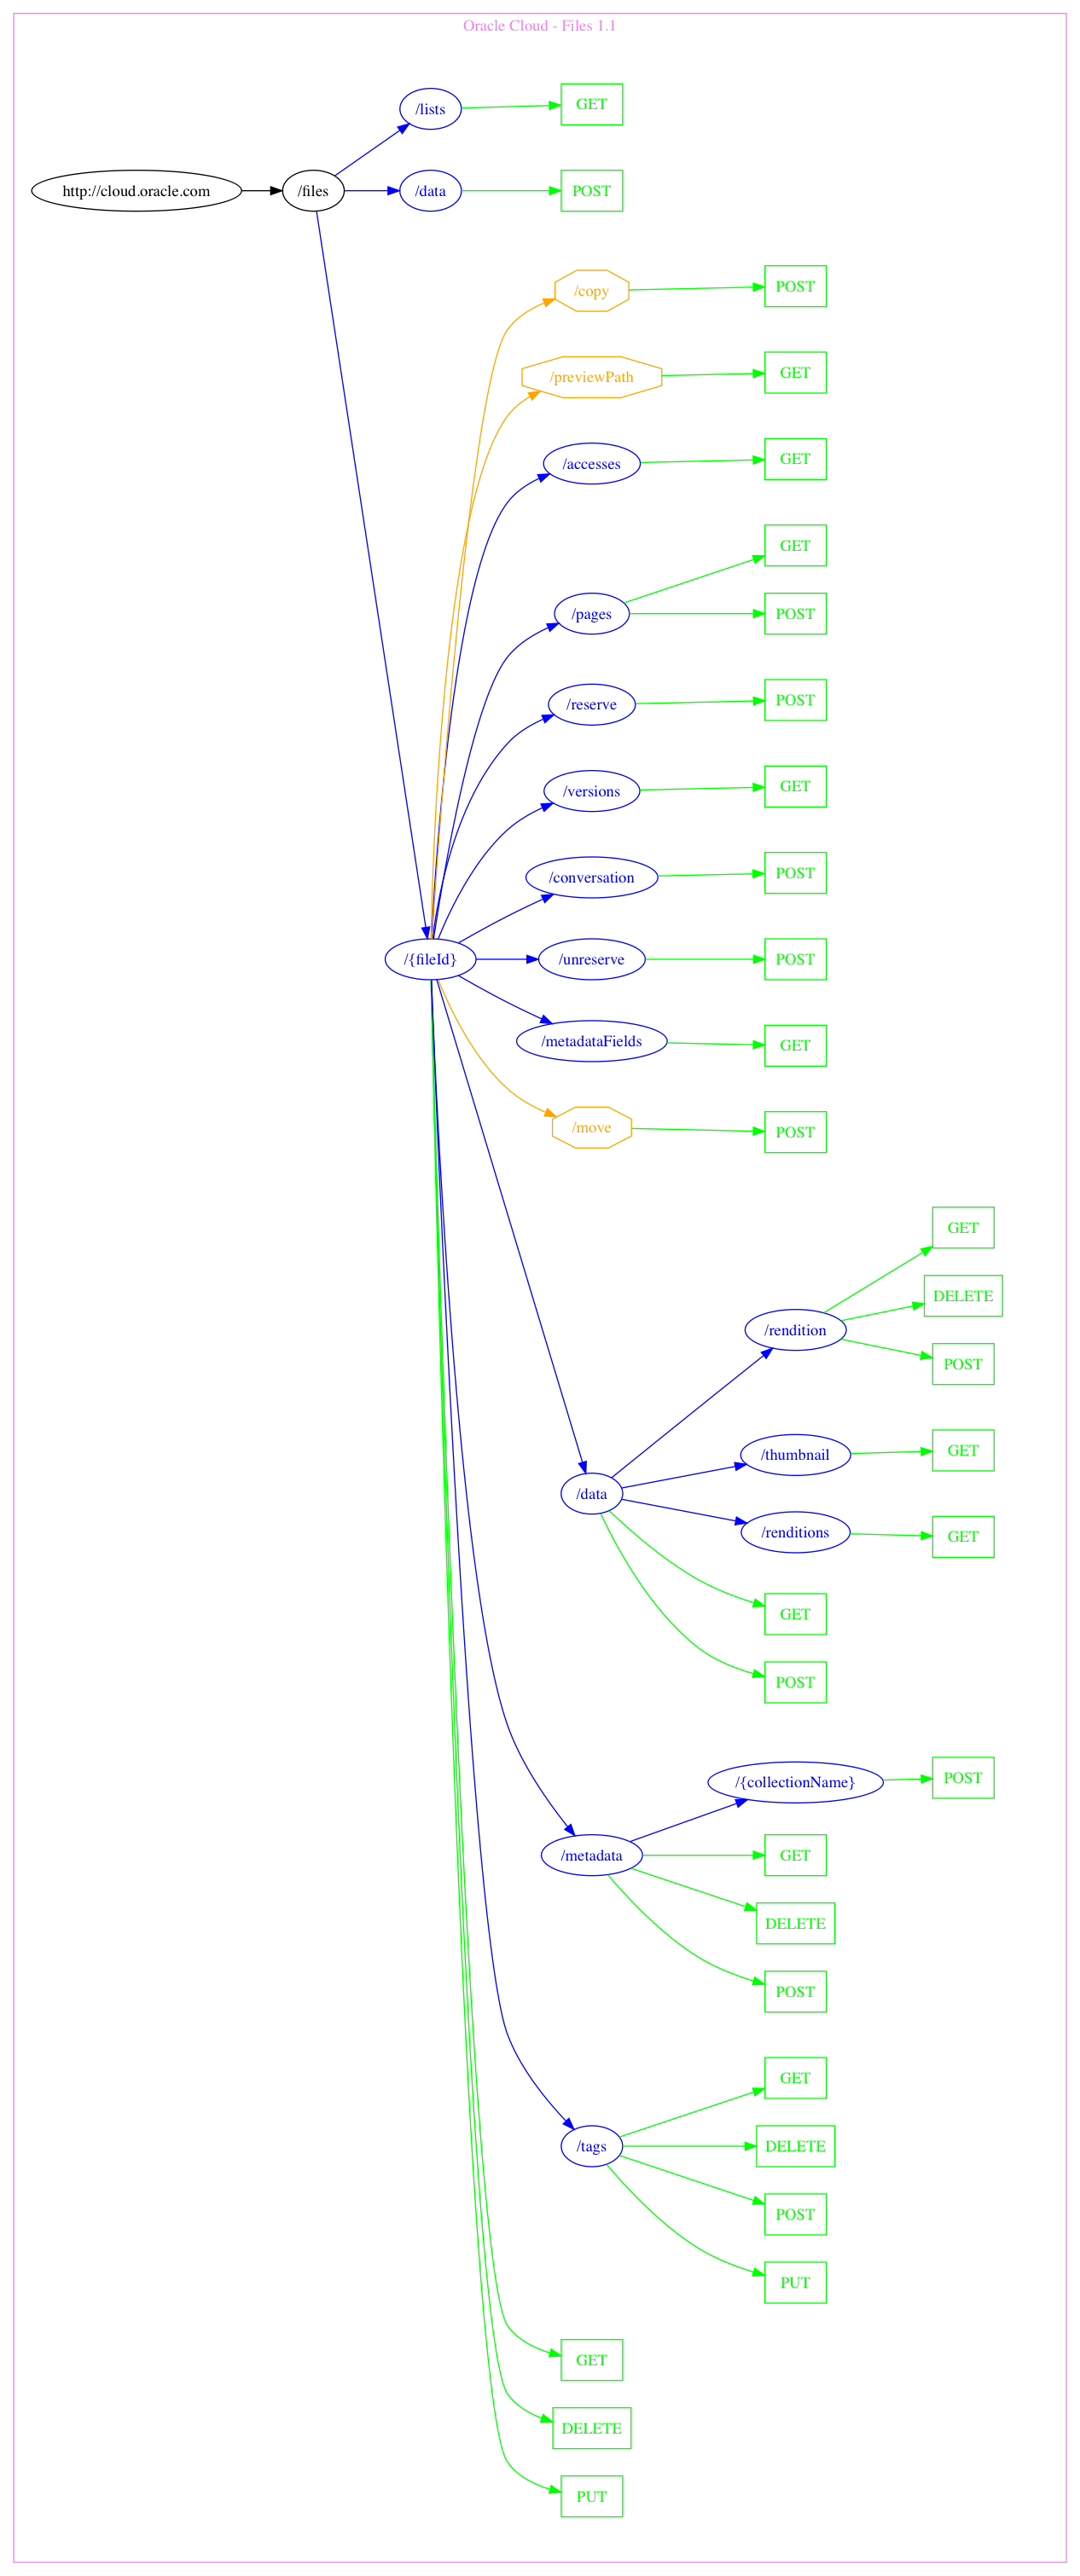 Oracle Cloud - Files 1.1
/lists
GET
http://cloud.oracle.com
/files
/data
POST
/copy
POST
/previewPath
GET
/accesses
GET
/pages
GET
POST
/reserve
POST
/versions
GET
/conversation
POST
/{fileId}
/unreserve
POST
/metadataFields
GET
/move
POST
/rendition
GET
DELETE
POST
/thumbnail
GET
/data
/renditions
GET
GET
POST
/{collectionName}
POST
/metadata
GET
DELETE
POST
/tags
GET
DELETE
POST
PUT
GET
DELETE
PUT